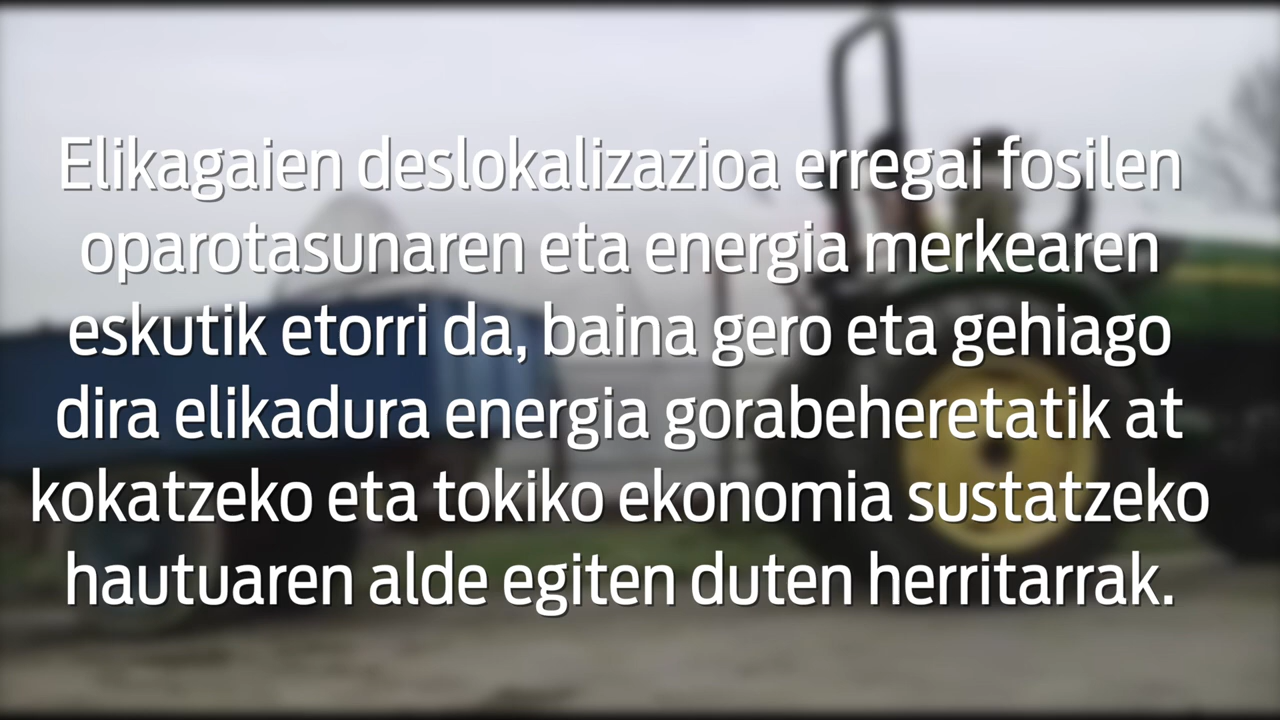 Elikagaien deslokalizazioa erregai fosilen
oparotasunaren eta energia merkearen
eskutik etorri da, baina gero eta gehiago
dira elikadura energia gorabeheretatik at
kokatzeko eta tokiko ekonomia sustatzeko
hautuaren alde egiten duten herritarrak.